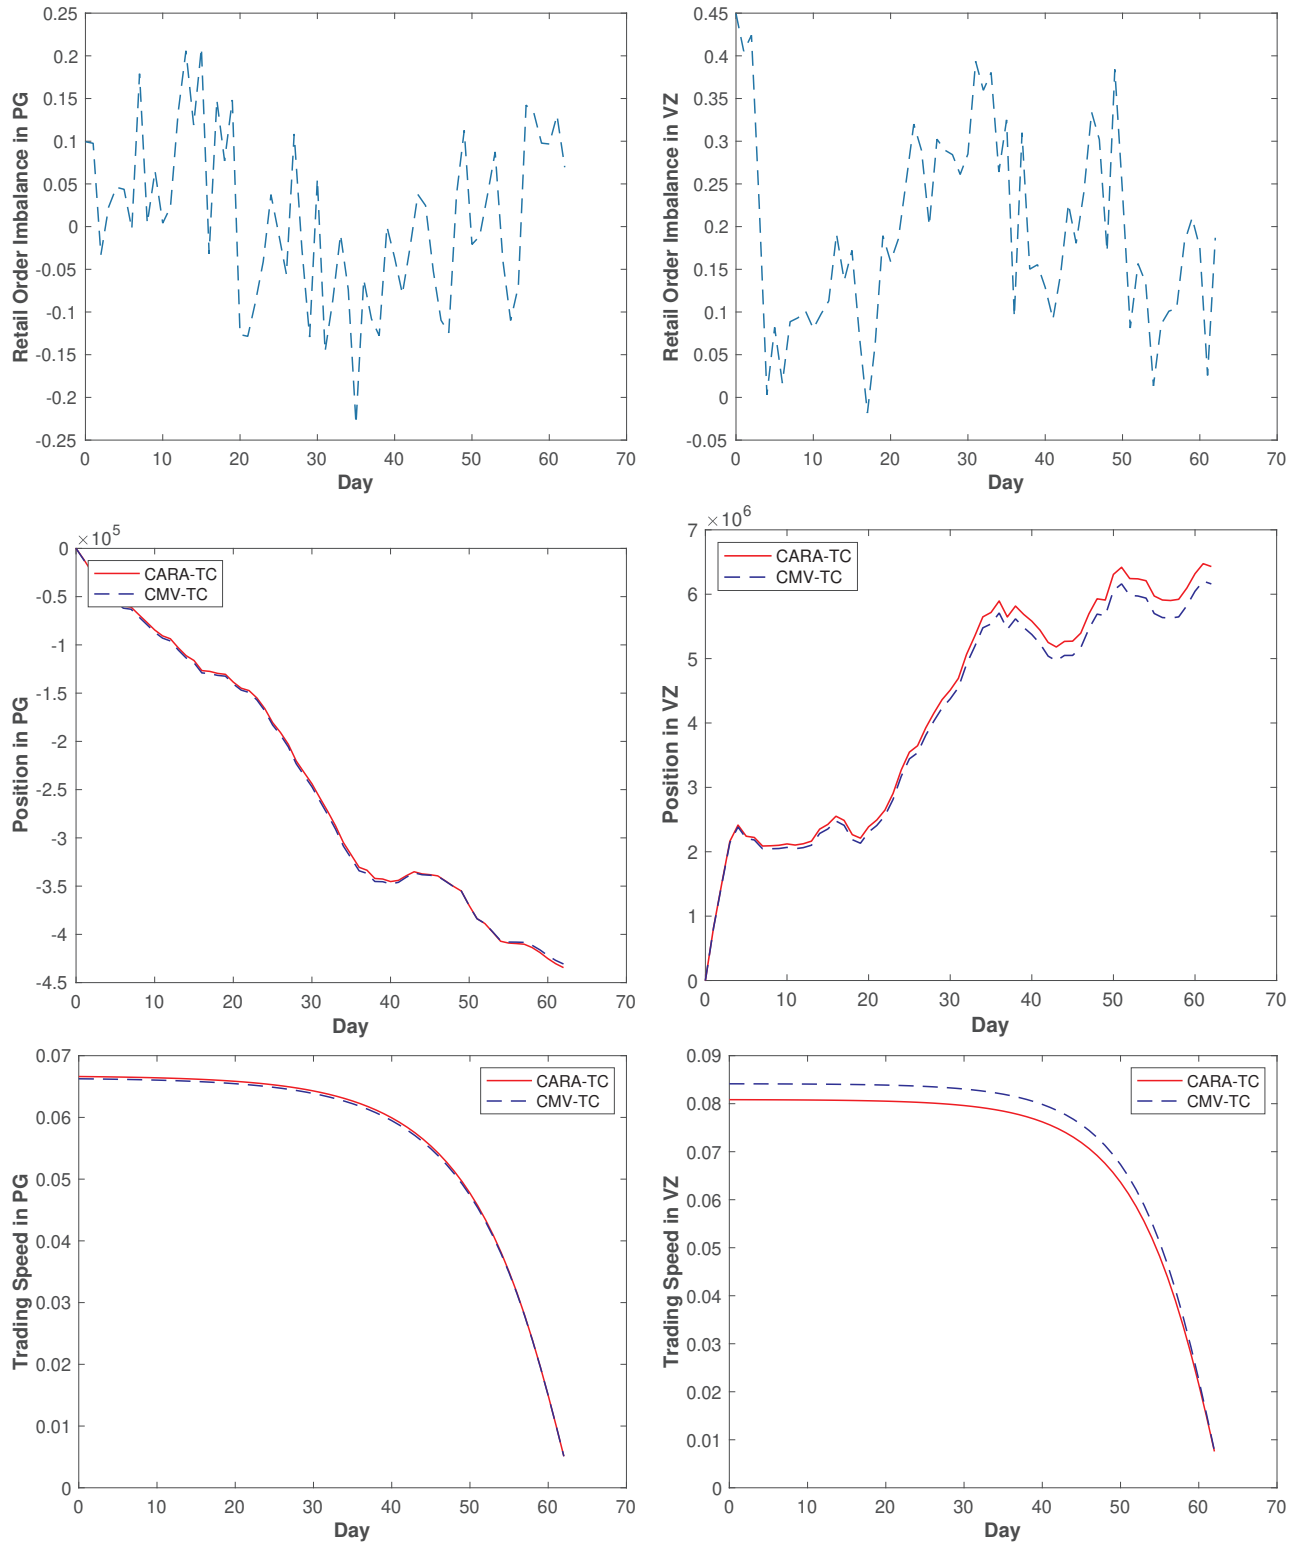 0.25
0.2
0.15
0.1
0.05
0
-0.05
-0.1
-0.15
-0.2
-0.25
Retail Order Imbalance in PG
0 10 20 30 40 50 60 70
Day
0.45
0.4
0.35
0.3
0.25
0.2
0.15
0.1
0.05
0
-0.05
Retail Order Imbalance in VZ
0 10 20 30 40 50 60 70
Day
×10^5
0
-0.5
-1
-1.5
-2
-2.5
-3
-3.5
-4
-4.5
Position in PG
CARA-TC
CMV-TC
0 10 20 30 40 50 60 70
Day
×10^6
7
6
5
4
3
2
1
0
Position in VZ
CARA-TC
CMV-TC
0 10 20 30 40 50 60 70
Day
0.07
0.06
0.05
0.04
0.03
0.02
0.01
0
Trading Speed in PG
CARA-TC
CMV-TC
0 10 20 30 40 50 60 70
Day
0.09
0.08
0.07
0.06
0.05
0.04
0.03
0.02
0.01
0
Trading Speed in VZ
CARA-TC
CMV-TC
0 10 20 30 40 50 60 70
Day